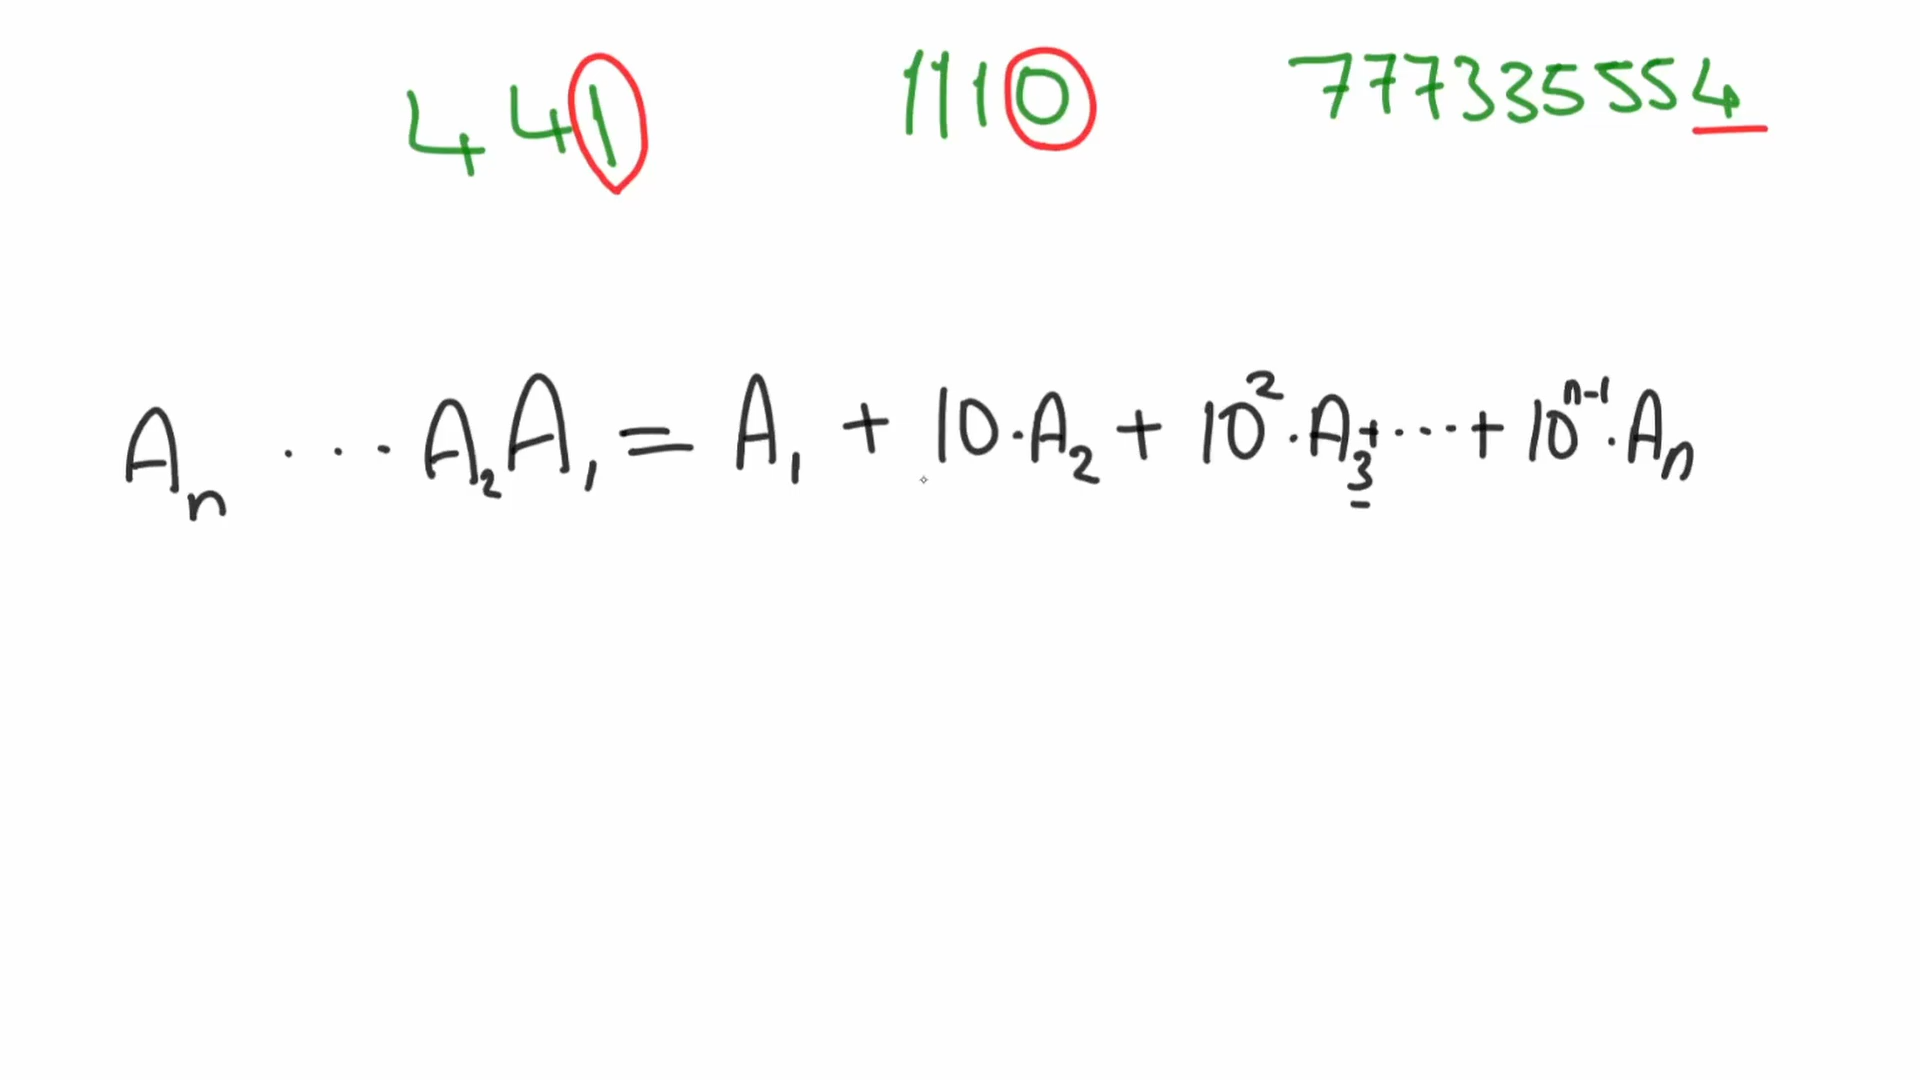 441 1110 777335554
Aₙ ··· A₂A₁ = A₁ + 10·A₂ + 10²·A₃ + ··· + 10ⁿ⁻¹·Aₙ